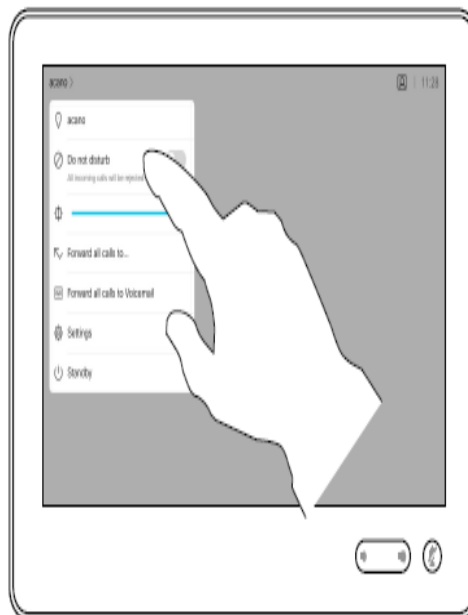 acano >
11:26
acano
Do not disturb
All incoming calls will be rejected
Forward all calls to...
Forward all calls to Voicemail
Settings
Standby